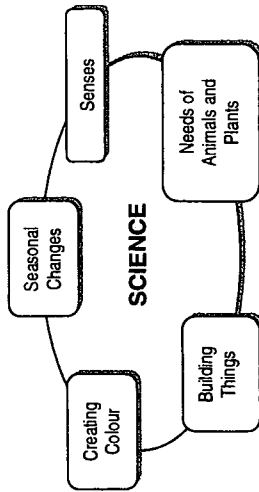 Seasonal
Changes
Senses
SCIENCE
Creating
Colour
Needs of
Animals and
Plants
Building
Things